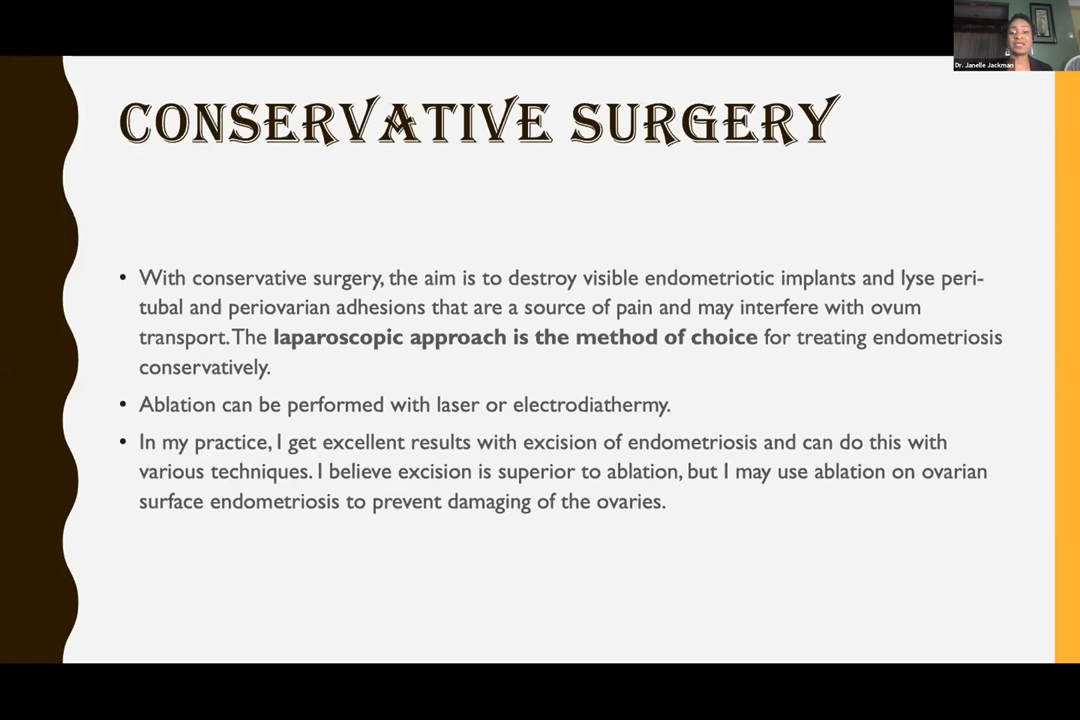 Dr. Janelle Jackman
CONSERVATIVE SURGERY
• With conservative surgery, the aim is to destroy visible endometriotic implants and lyse peri-
tubal and periovarian adhesions that are a source of pain and may interfere with ovum
transport. The laparoscopic approach is the method of choice for treating endometriosis
conservatively.
• Ablation can be performed with laser or electrodiathermy.
• In my practice, I get excellent results with excision of endometriosis and can do this with
various techniques. I believe excision is superior to ablation, but I may use ablation on ovarian
surface endometriosis to prevent damaging of the ovaries.